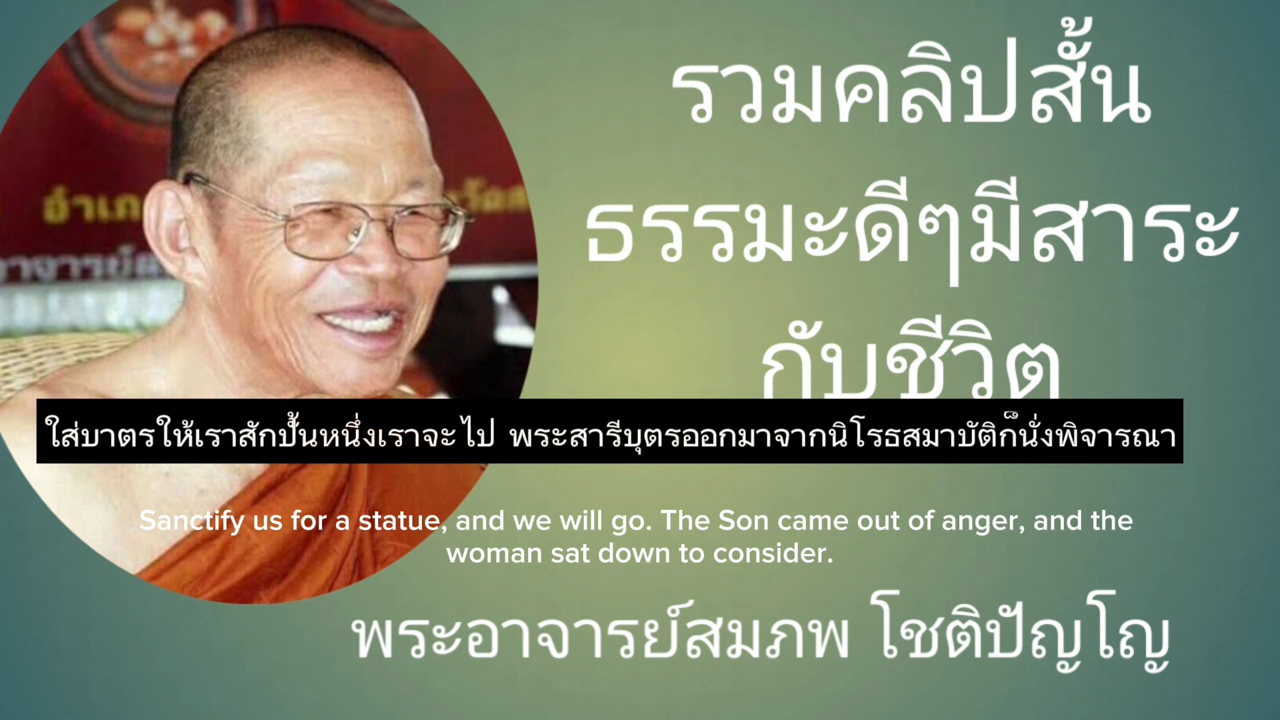 รวมคลิปสั้น
ธรรมะดีๆมีสาระ
กับชีวิต
อำเภ
ใส่บาตรให้เราสักปั้นหนึ่งเราจะไป พระสารีบุตรออกมาจากนิโรธสมาบัติก็นั่งพิจารณา
Sanctify us for a statue, and we will go. The Son came out of anger, and the
woman sat down to consider.
พระอาจารย์สมภพ โชติปัญโญ